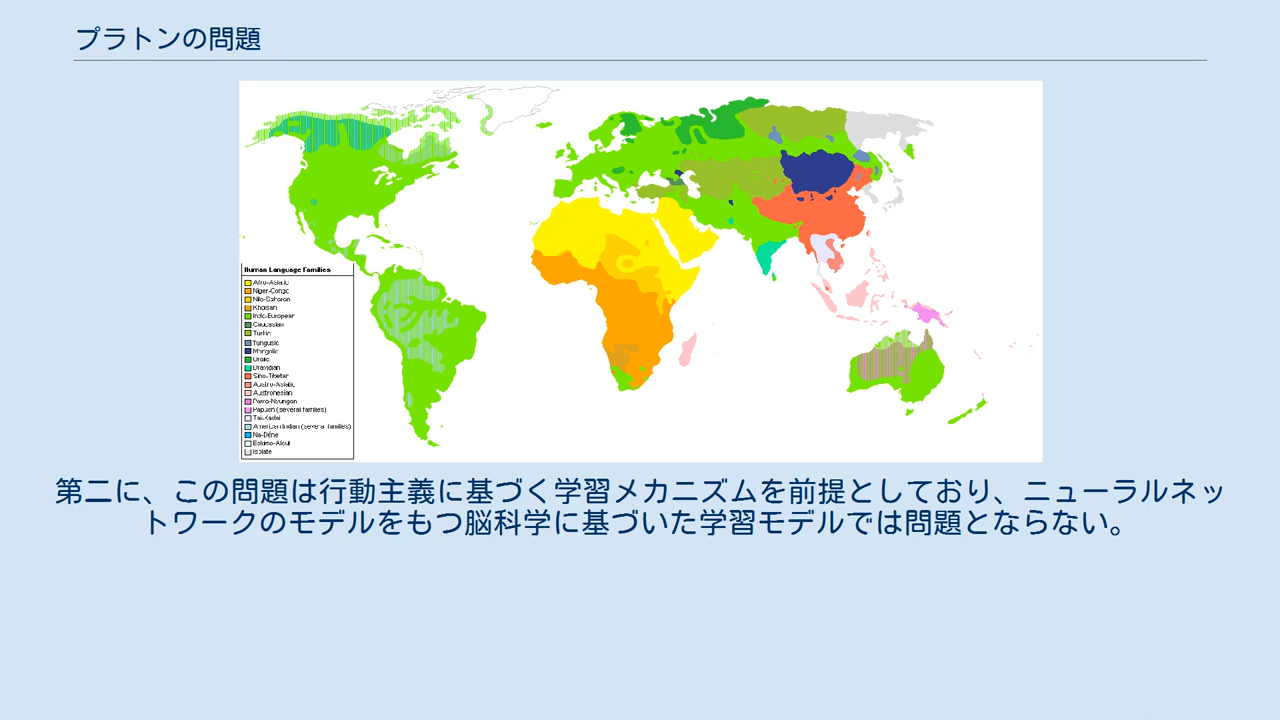 プラトンの問題
Human Language Families
Afro-Asiatic
Niger-Congo
Nilo-Saharan
Khoisan
Indo-European
Caucasian
Turkic
Tungusic
Mongolic
Uralic
Dravidian
Sino-Tibetan
Austro-Asiatic
Austronesian
Pama-Nyungan
Papuan (several families)
Tai-Kadai
American Indian (several families)
Na-Dene
Eskimo-Aleut
Isolate
第二に、この問題は行動主義に基づく学習メカニズムを前提としており、ニューラルネッ
トワークのモデルをもつ脳科学に基づいた学習モデルでは問題とならない。